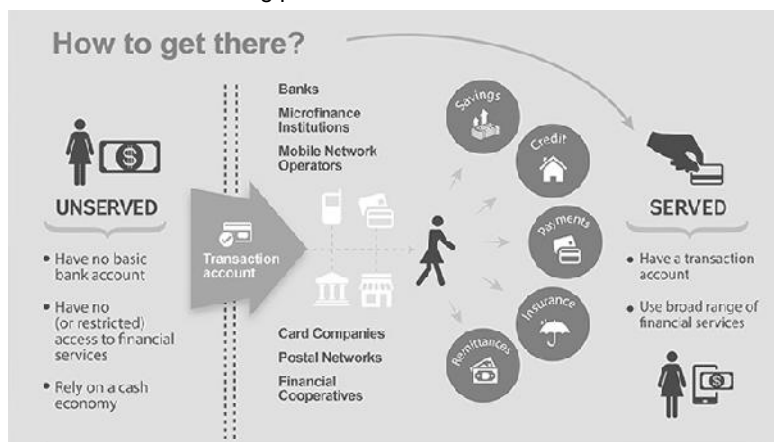 How to get there?
UNSERVED
• Have no basic
bank account
• Have no
(or restricted)
access to financial
services
• Rely on a cash
economy
Transaction
account
Banks
Microfinance
Institutions
Mobile Network
Operators
Card Companies
Postal Networks
Financial
Cooperatives
Savings
Credit
Payments
Insurance
Remittances
SERVED
• Have a transaction
account
• Use broad range of
financial services